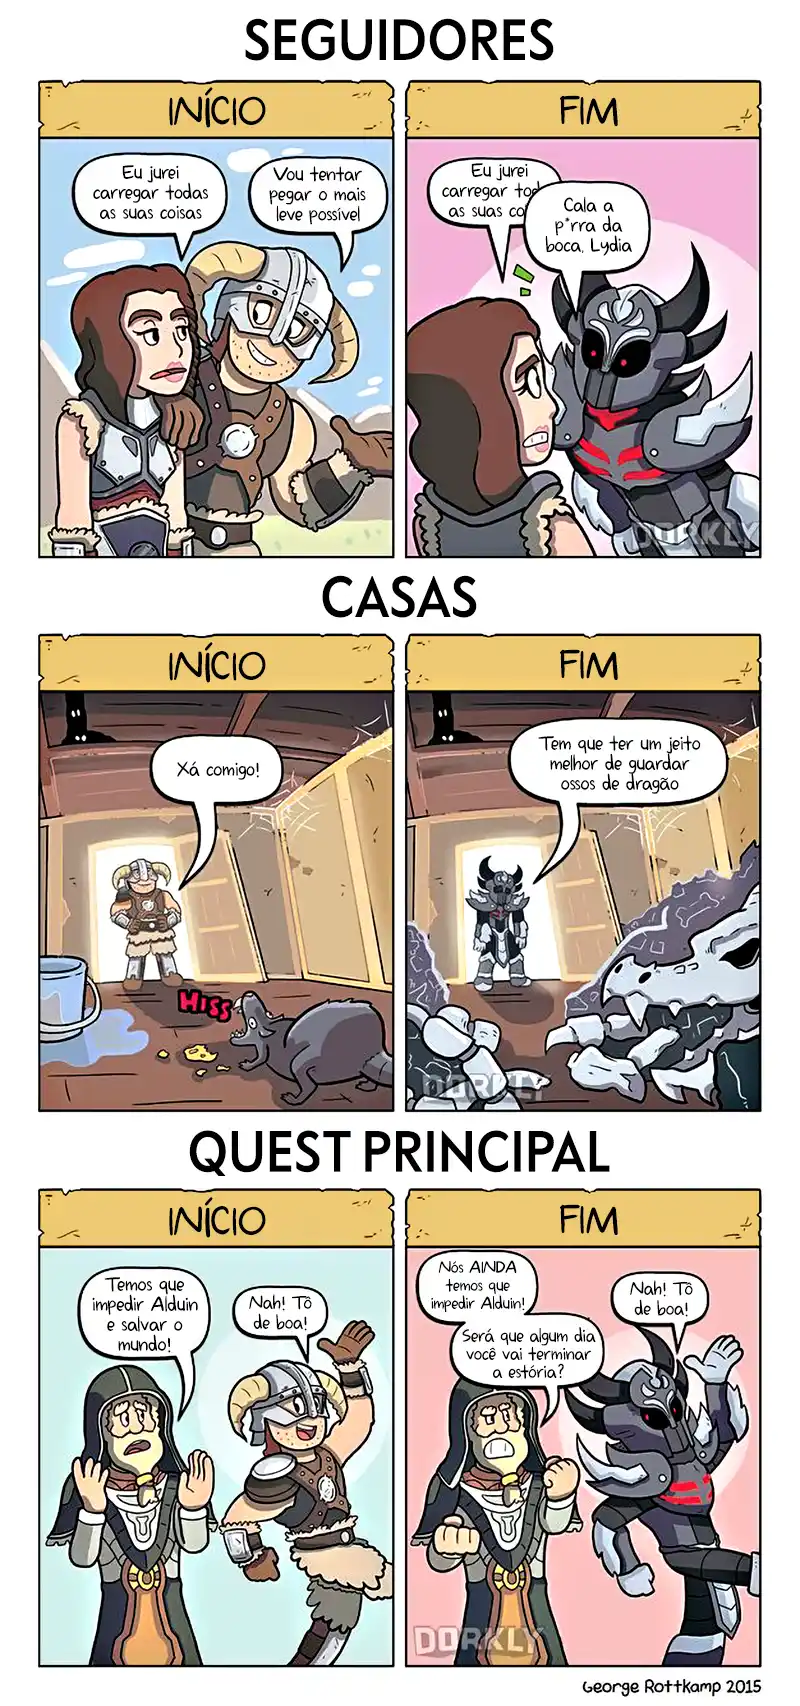 SEGUIDORES
INÍCIO
FIM
Eu jurei
carregar todas
as suas coisas
Vou tentar
pegar o mais
leve possível
Eu jurei
carregar tod
as suas co
Cala a
p*rra da
boca, Lydia
DORKLY
CASAS
INÍCIO
FIM
Xá comigo!
HISS
Tem que ter um jeito
melhor de guardar
ossos de dragão
DORKLY
QUEST PRINCIPAL
INÍCIO
FIM
Temos que
impedir Alduin
e salvar o
mundo!
Nah! Tô
de boa!
Nós AINDA
temos que
impedir Alduin!
Será que algum dia
você vai terminar
a estória?
Nah! Tô
de boa!
DORKLY
George Rottkamp 2015